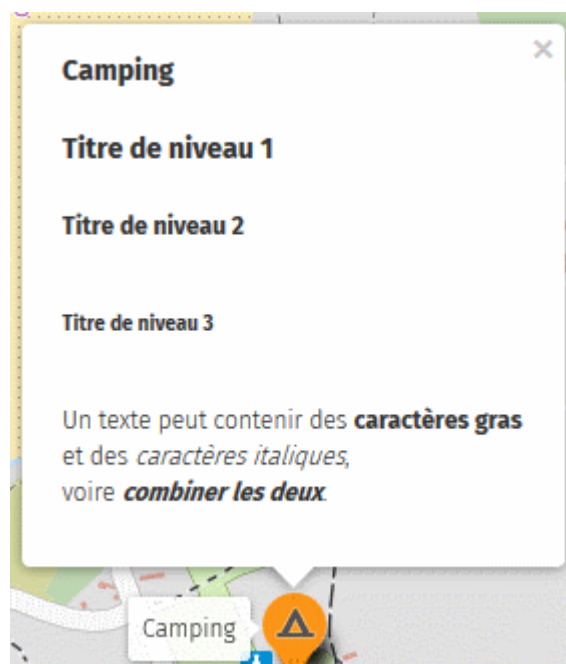 Camping
×
Titre de niveau 1
Titre de niveau 2
Titre de niveau 3
Un texte peut contenir des caractères gras
et des caractères italiques,
voire combiner les deux.
Camping